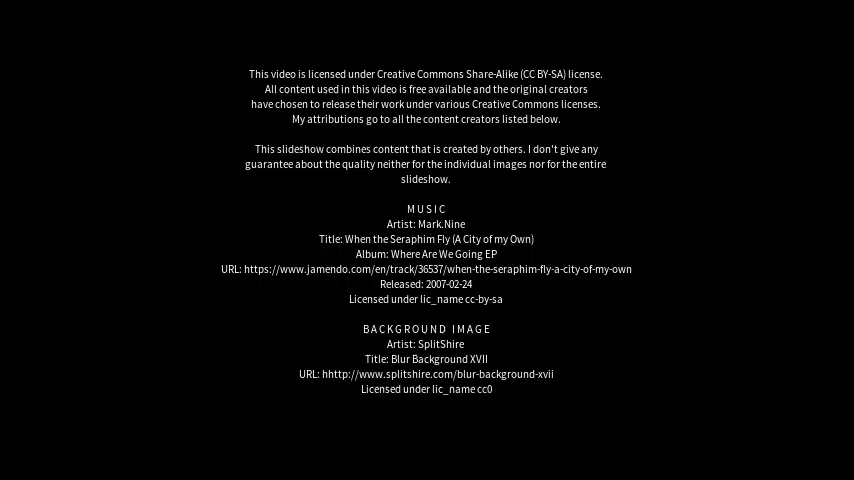 This video is licensed under Creative Commons Share-Alike (CC BY-SA) license.
All content used in this video is free available and the original creators
have chosen to release their work under various Creative Commons licenses.
My attributions go to all the content creators listed below.
This slideshow combines content that is created by others. I don't give any
guarantee about the quality neither for the individual images nor for the entire
slideshow.
MUSIC
Artist: Mark.Nine
Title: When the Seraphim Fly (A City of my Own)
Album: Where Are We Going EP
URL: https://www.jamendo.com/en/track/36537/when-the-seraphim-fly-a-city-of-my-own
Released: 2007-02-24
Licensed under lic_name cc-by-sa
BACKGROUND IMAGE
Artist: SplitShire
Title: Blur Background XVII
URL: hhttp://www.splitshire.com/blur-background-xvii
Licensed under lic_name cc0